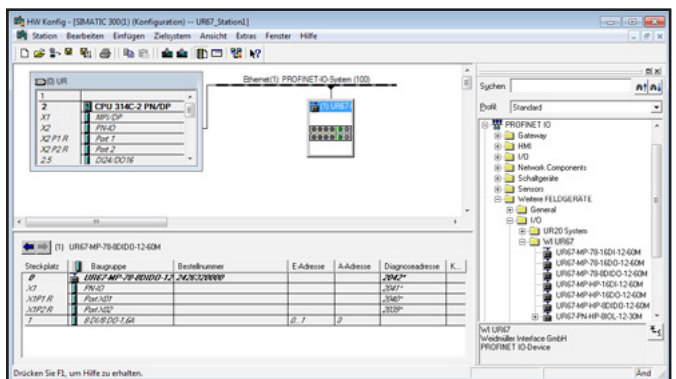 HW Konfig - [SIMATIC 300(1) (Konfiguration) -- UR67_Station1]
Station Bearbeiten Einfügen Zielsystem Ansicht Extras Fenster Hilfe
(0) UR
1
2 CPU 314C-2 PN/DP
X1 MPI/DP
X2 PN-IO
X2 P1 R Port 1
X2 P2 R Port 2
2.5 DI24/DO16
Ethernet(1): PROFINET-IO-System (100)
(1) UR67-
Suchen:
Profil: Standard
PROFINET IO
Gateway
HMI
I/O
Network Components
Schaltgeräte
Sensors
Weitere FELDGERÄTE
General
I/O
UR20 System
WI UR67
UR67-MP-78-16DI-12-60M
UR67-MP-78-16DO-12-60M
UR67-MP-78-8DIDO-12-60M
UR67-MP-HP-16DI-12-60M
UR67-MP-HP-16DO-12-60M
UR67-MP-HP-8DIDO-12-60M
UR67-PN-HP-8IOL-12-30M
WI UR67
Weidmüller Interface GmbH
PROFINET IO-Device
(1) UR67-MP-78-8DIDO-12-60M
Steckplatz Baugruppe Bestellnummer E-Adresse A-Adresse Diagnoseadresse K...
0 UR67-MP-78-8DIDO-12 2426320000 2042*
X1 PN-IO 2041*
X1P1 R Port X01 2040*
X1P2 R Port X02 2039*
1 8 DI/8 DO-1,6A 0...1 0
Drücken Sie F1, um Hilfe zu erhalten.
Änd